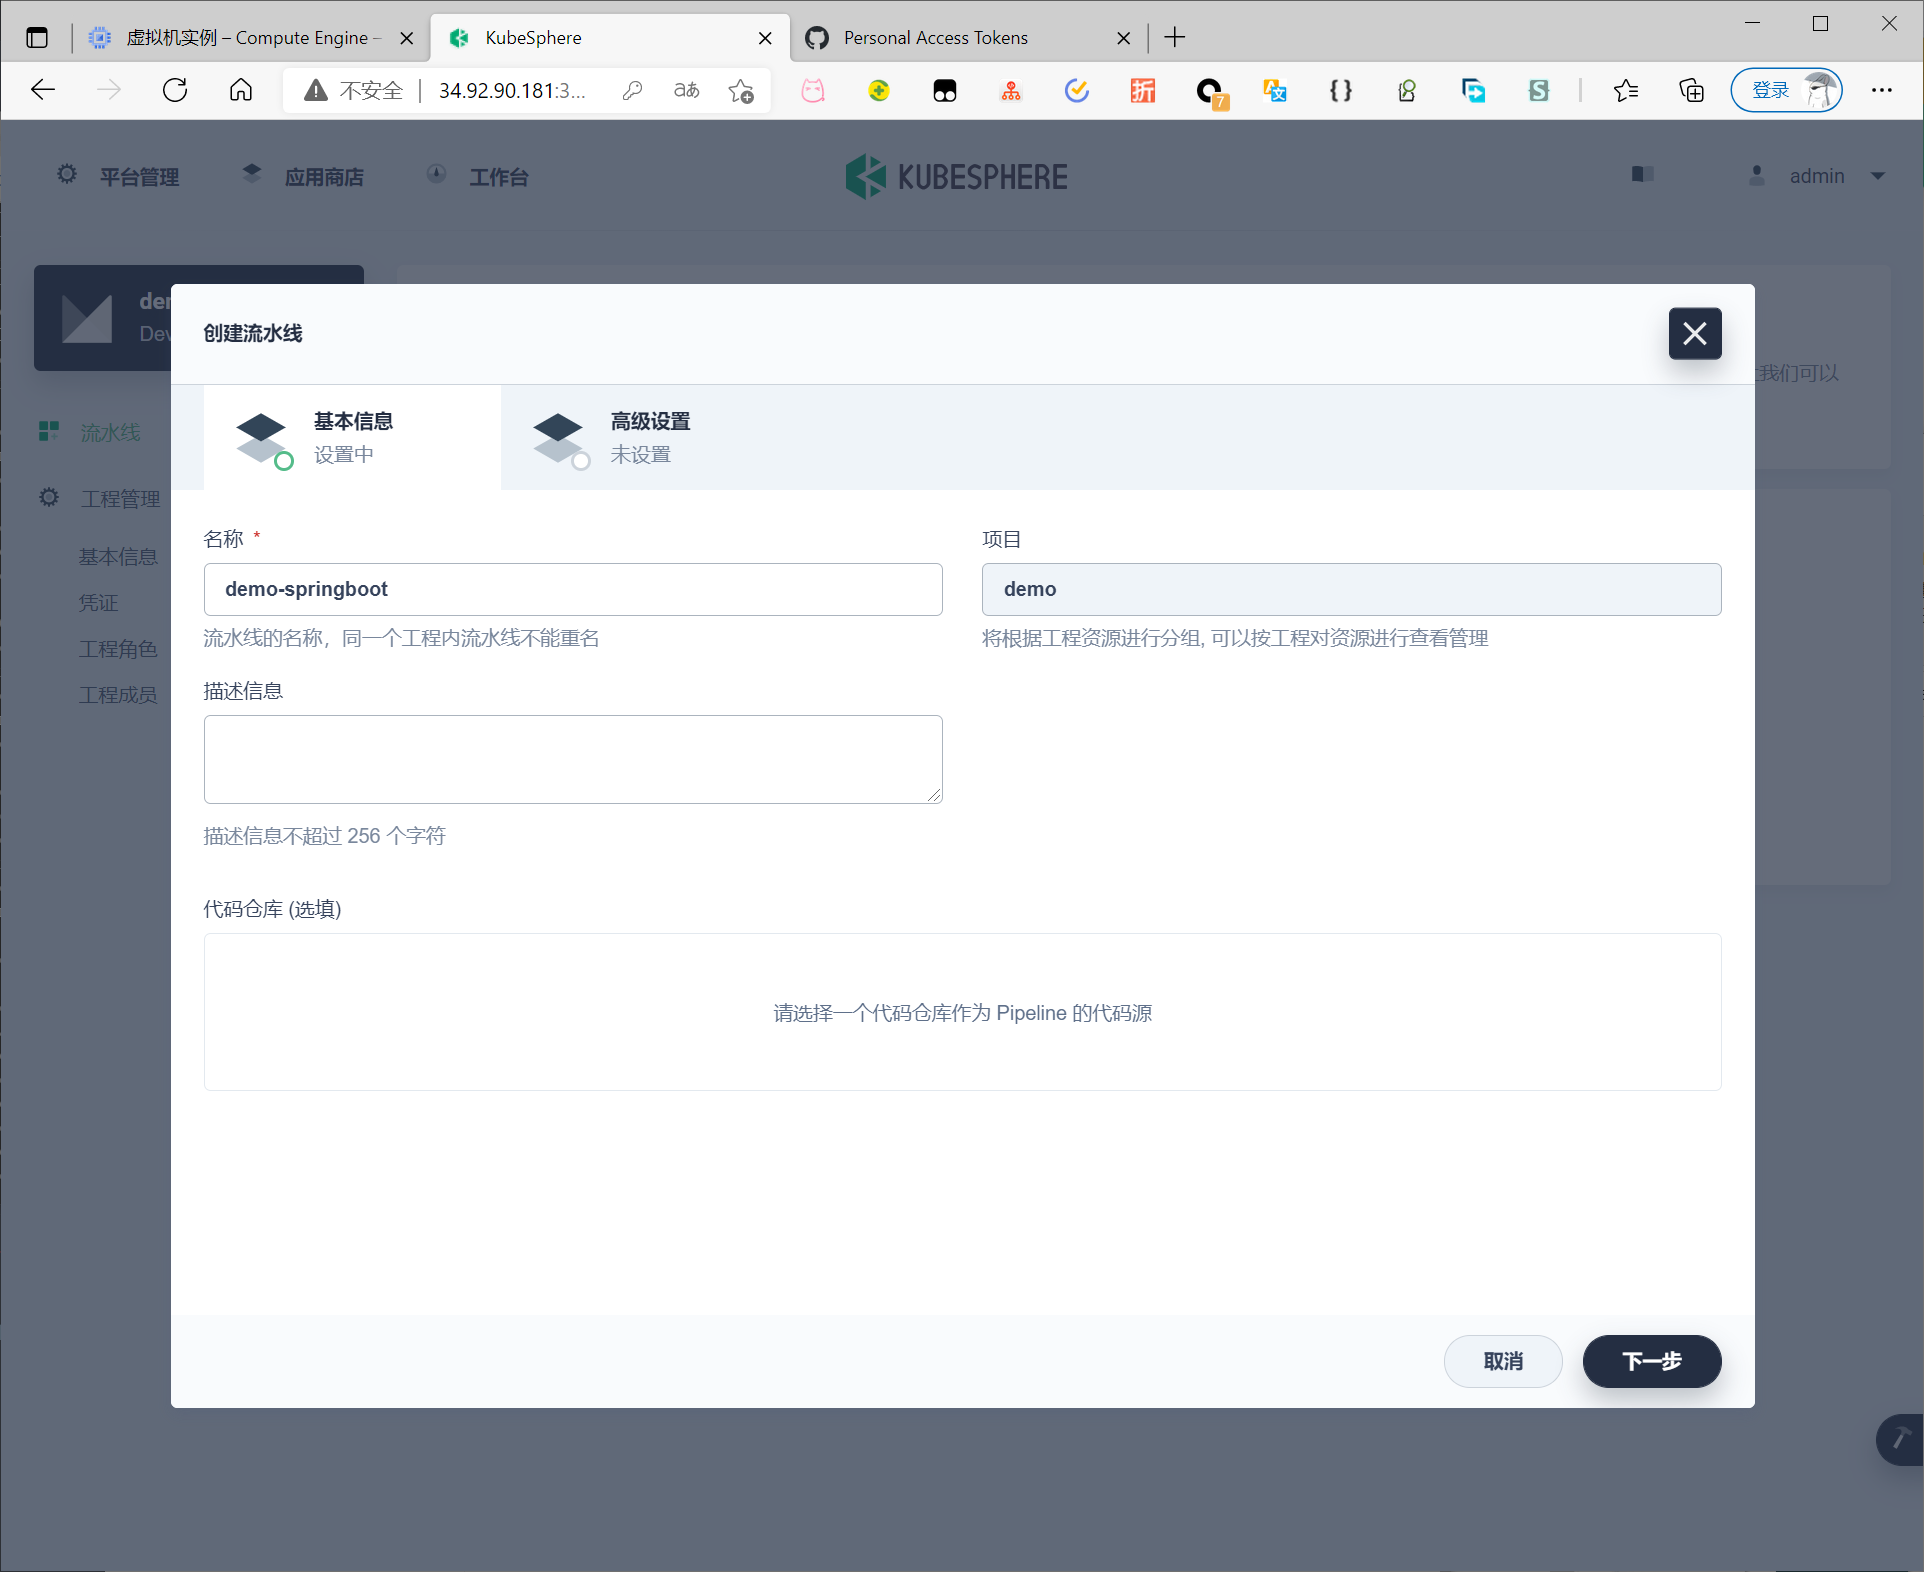 虚拟机实例 – Compute Engine –
KubeSphere
Personal Access Tokens
不安全
34.92.90.181:3...
aあ
折
7
登录
平台管理
应用商店
工作台
KUBESPHERE
admin
创建流水线
流水线
工程管理
基本信息
凭证
工程角色
工程成员
我们可以
基本信息
设置中
高级设置
未设置
名称 *
demo-springboot
流水线的名称，同一个工程内流水线不能重名
项目
demo
将根据工程资源进行分组, 可以按工程对资源进行查看管理
描述信息
描述信息不超过 256 个字符
代码仓库 (选填)
请选择一个代码仓库作为 Pipeline 的代码源
取消
下一步